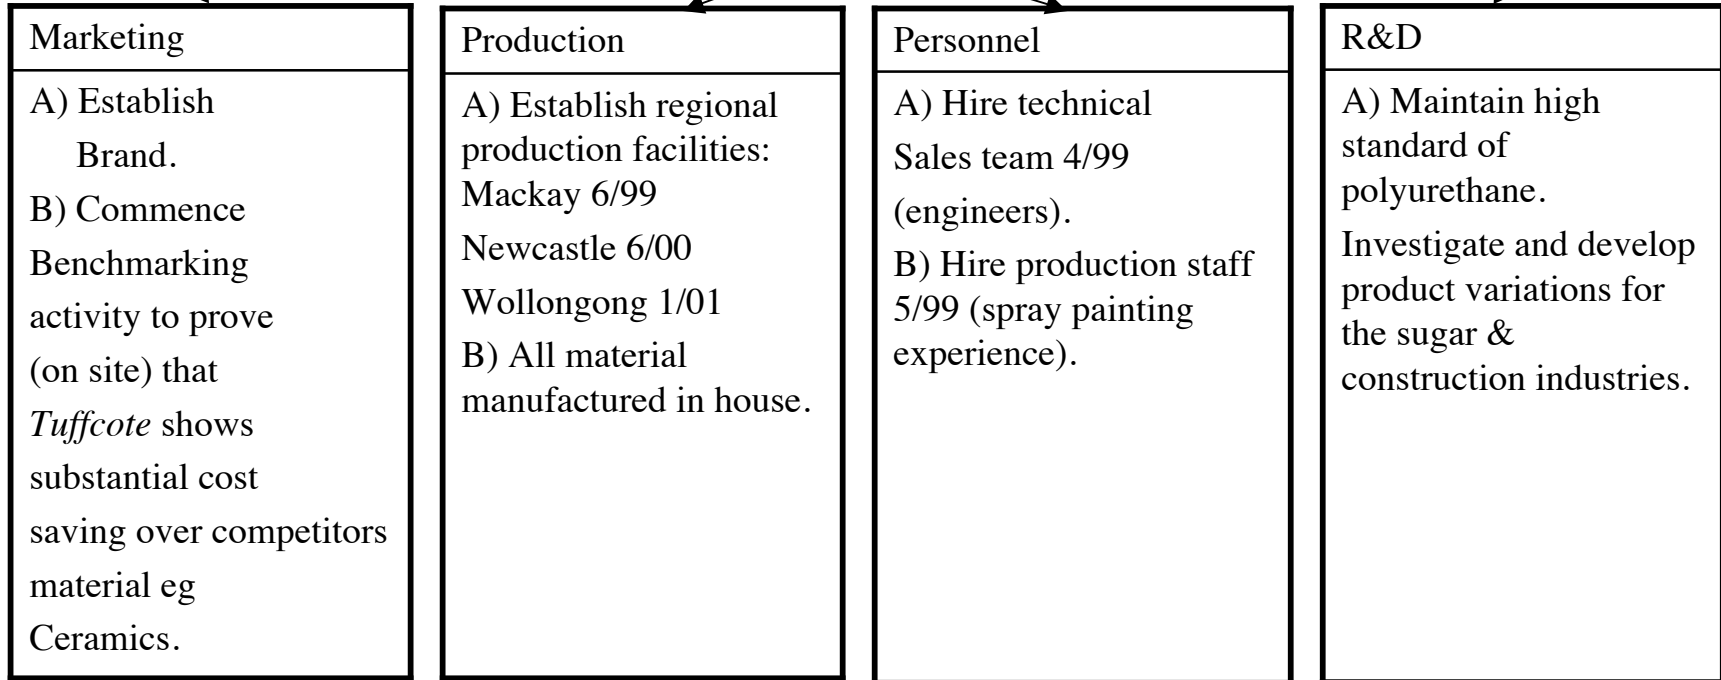 Marketing
A) Establish
Brand.
B) Commence
Benchmarking
activity to prove
(on site) that
Tuffcote shows
substantial cost
saving over competitors
material eg
Ceramics.
Production
A) Establish regional
production facilities:
Mackay 6/99
Newcastle 6/00
Wollongong 1/01
B) All material
manufactured in house.
Personnel
A) Hire technical
Sales team 4/99
(engineers).
B) Hire production staff
5/99 (spray painting
experience).
R&D
A) Maintain high
standard of
polyurethane.
Investigate and develop
product variations for
the sugar &
construction industries.